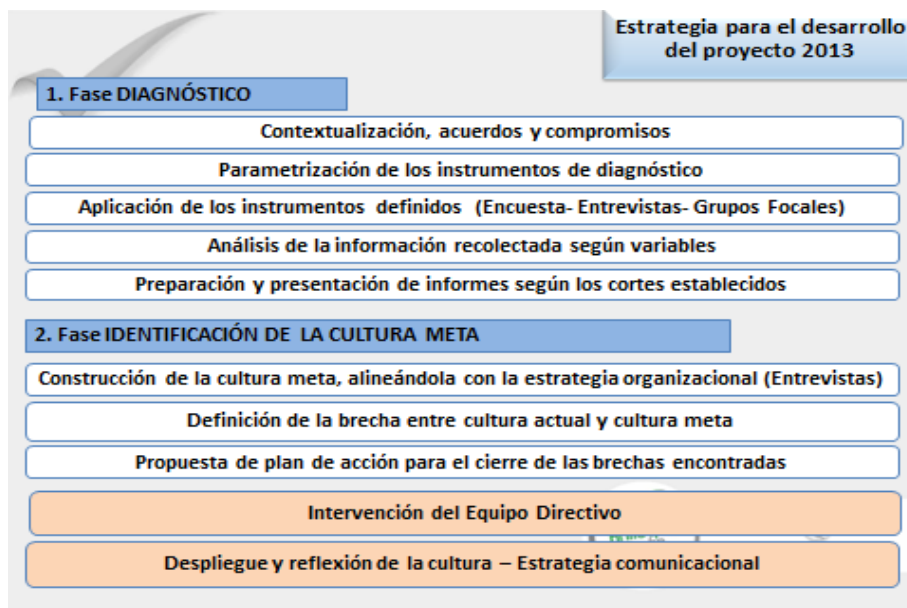 Estrategia para el desarrollo
del proyecto 2013
1. Fase DIAGNÓSTICO
Contextualización, acuerdos y compromisos
Parametrización de los instrumentos de diagnóstico
Aplicación de los instrumentos definidos (Encuesta- Entrevistas- Grupos Focales)
Análisis de la información recolectada según variables
Preparación y presentación de informes según los cortes establecidos
2. Fase IDENTIFICACIÓN DE LA CULTURA META
Construcción de la cultura meta, alineándola con la estrategia organizacional (Entrevistas)
Definición de la brecha entre cultura actual y cultura meta
Propuesta de plan de acción para el cierre de las brechas encontradas
Intervención del Equipo Directivo
Despliegue y reflexión de la cultura – Estrategia comunicacional